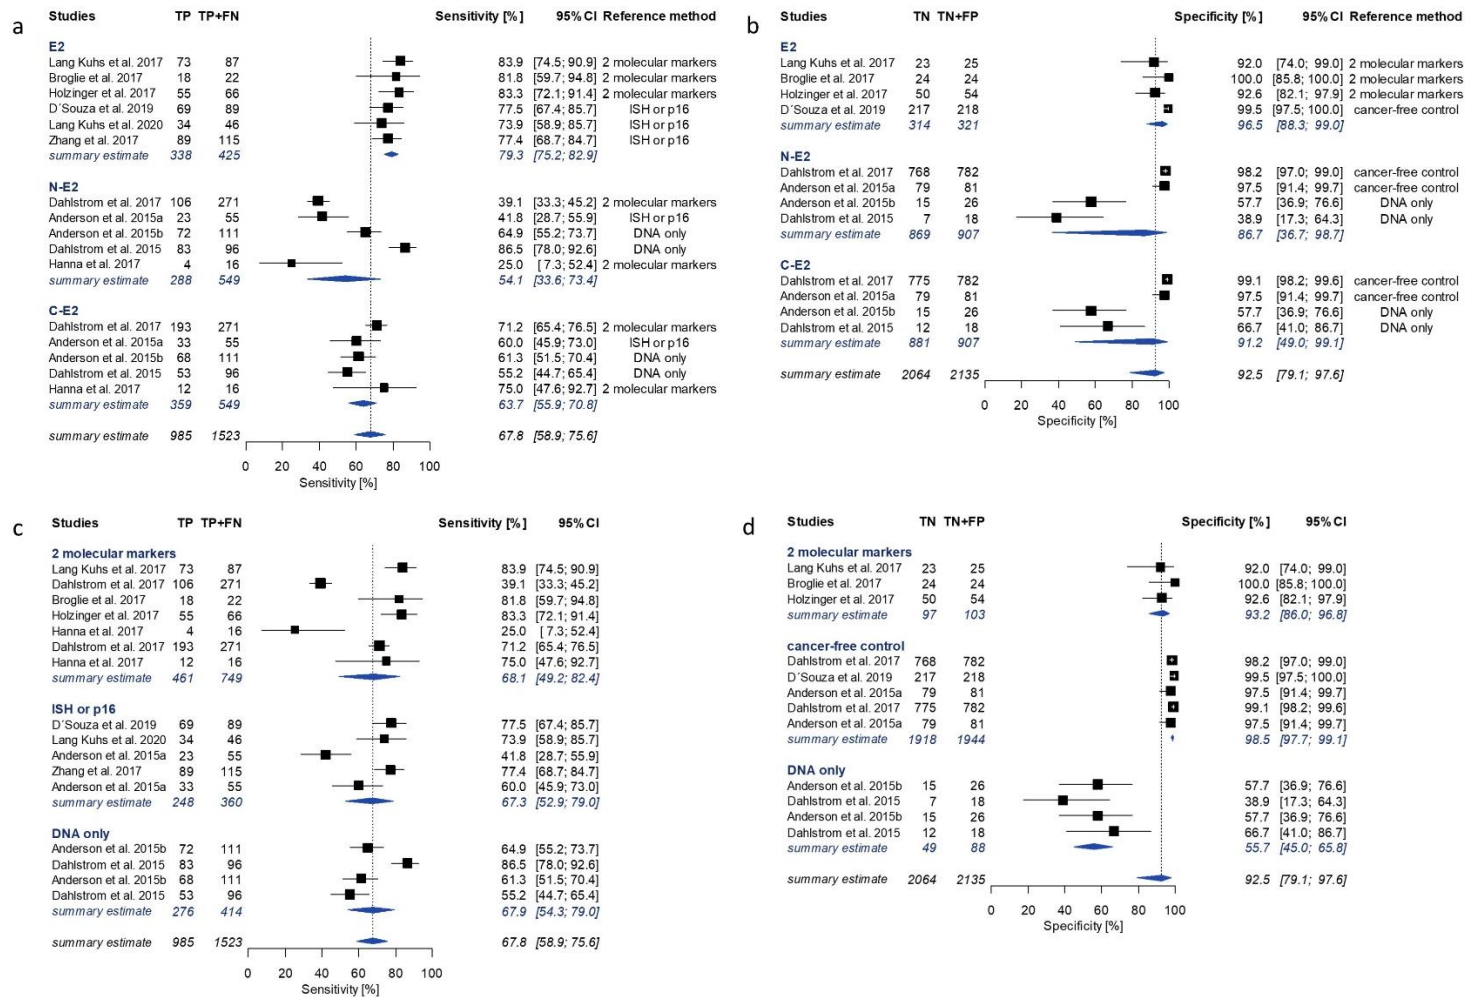 a
Studies TP TP+FN Sensitivity [%] 95% CI Reference method
E2
Lang Kuhs et al. 2017 73 87 83.9 [74.5; 90.9] 2 molecular markers
Broglie et al. 2017 18 22 81.8 [59.7; 94.8] 2 molecular markers
Holzinger et al. 2017 55 66 83.3 [72.1; 91.4] 2 molecular markers
D´Souza et al. 2019 69 89 77.5 [67.4; 85.7] ISH or p16
Lang Kuhs et al. 2020 34 46 73.9 [58.9; 85.7] ISH or p16
Zhang et al. 2017 89 115 77.4 [68.7; 84.7] ISH or p16
summary estimate 338 425 79.3 [75.2; 82.9]
N-E2
Dahlstrom et al. 2017 106 271 39.1 [33.3; 45.2] 2 molecular markers
Anderson et al. 2015a 23 55 41.8 [28.7; 55.9] ISH or p16
Anderson et al. 2015b 72 111 64.9 [55.2; 73.7] DNA only
Dahlstrom et al. 2015 83 96 86.5 [78.0; 92.6] DNA only
Hanna et al. 2017 4 16 25.0 [ 7.3; 52.4] 2 molecular markers
summary estimate 288 549 54.1 [33.6; 73.4]
C-E2
Dahlstrom et al. 2017 193 271 71.2 [65.4; 76.5] 2 molecular markers
Anderson et al. 2015a 33 55 60.0 [45.9; 73.0] ISH or p16
Anderson et al. 2015b 68 111 61.3 [51.5; 70.4] DNA only
Dahlstrom et al. 2015 53 96 55.2 [44.7; 65.4] DNA only
Hanna et al. 2017 12 16 75.0 [47.6; 92.7] 2 molecular markers
summary estimate 359 549 63.7 [55.9; 70.8]
summary estimate 985 1523 67.8 [58.9; 75.6]
0 20 40 60 80 100
Sensitivity [%]
b
Studies TN TN+FP Specificity [%] 95% CI Reference method
E2
Lang Kuhs et al. 2017 23 25 92.0 [74.0; 99.0] 2 molecular markers
Broglie et al. 2017 24 24 100.0 [85.8; 100.0] 2 molecular markers
Holzinger et al. 2017 50 54 92.6 [82.1; 97.9] 2 molecular markers
D´Souza et al. 2019 217 218 99.5 [97.5; 100.0] cancer-free control
summary estimate 314 321 96.5 [88.3; 99.0]
N-E2
Dahlstrom et al. 2017 768 782 98.2 [97.0; 99.0] cancer-free control
Anderson et al. 2015a 79 81 97.5 [91.4; 99.7] cancer-free control
Anderson et al. 2015b 15 26 57.7 [36.9; 76.6] DNA only
Dahlstrom et al. 2015 7 18 38.9 [17.3; 64.3] DNA only
summary estimate 869 907 86.7 [36.7; 98.7]
C-E2
Dahlstrom et al. 2017 775 782 99.1 [98.2; 99.6] cancer-free control
Anderson et al. 2015a 79 81 97.5 [91.4; 99.7] cancer-free control
Anderson et al. 2015b 15 26 57.7 [36.9; 76.6] DNA only
Dahlstrom et al. 2015 12 18 66.7 [41.0; 86.7] DNA only
summary estimate 881 907 91.2 [49.0; 99.1]
summary estimate 2064 2135 92.5 [79.1; 97.6]
0 20 40 60 80 100
Specificity [%]
c
Studies TP TP+FN Sensitivity [%] 95% CI
2 molecular markers
Lang Kuhs et al. 2017 73 87 83.9 [74.5; 90.9]
Dahlstrom et al. 2017 106 271 39.1 [33.3; 45.2]
Broglie et al. 2017 18 22 81.8 [59.7; 94.8]
Holzinger et al. 2017 55 66 83.3 [72.1; 91.4]
Hanna et al. 2017 4 16 25.0 [ 7.3; 52.4]
Dahlstrom et al. 2017 193 271 71.2 [65.4; 76.5]
Hanna et al. 2017 12 16 75.0 [47.6; 92.7]
summary estimate 461 749 68.1 [49.2; 82.4]
ISH or p16
D´Souza et al. 2019 69 89 77.5 [67.4; 85.7]
Lang Kuhs et al. 2020 34 46 73.9 [58.9; 85.7]
Anderson et al. 2015a 23 55 41.8 [28.7; 55.9]
Zhang et al. 2017 89 115 77.4 [68.7; 84.7]
Anderson et al. 2015a 33 55 60.0 [45.9; 73.0]
summary estimate 248 360 67.3 [52.9; 79.0]
DNA only
Anderson et al. 2015b 72 111 64.9 [55.2; 73.7]
Dahlstrom et al. 2015 83 96 86.5 [78.0; 92.6]
Anderson et al. 2015b 68 111 61.3 [51.5; 70.4]
Dahlstrom et al. 2015 53 96 55.2 [44.7; 65.4]
summary estimate 276 414 67.9 [54.3; 79.0]
summary estimate 985 1523 67.8 [58.9; 75.6]
0 20 40 60 80 100
Sensitivity [%]
d
Studies TN TN+FP Specificity [%] 95% CI
2 molecular markers
Lang Kuhs et al. 2017 23 25 92.0 [74.0; 99.0]
Broglie et al. 2017 24 24 100.0 [85.8; 100.0]
Holzinger et al. 2017 50 54 92.6 [82.1; 97.9]
summary estimate 97 103 93.2 [86.0; 96.8]
cancer-free control
Dahlstrom et al. 2017 768 782 98.2 [97.0; 99.0]
D´Souza et al. 2019 217 218 99.5 [97.5; 100.0]
Anderson et al. 2015a 79 81 97.5 [91.4; 99.7]
Dahlstrom et al. 2017 775 782 99.1 [98.2; 99.6]
Anderson et al. 2015a 79 81 97.5 [91.4; 99.7]
summary estimate 1918 1944 98.5 [97.7; 99.1]
DNA only
Anderson et al. 2015b 15 26 57.7 [36.9; 76.6]
Dahlstrom et al. 2015 7 18 38.9 [17.3; 64.3]
Anderson et al. 2015b 15 26 57.7 [36.9; 76.6]
Dahlstrom et al. 2015 12 18 66.7 [41.0; 86.7]
summary estimate 49 88 55.7 [45.0; 65.8]
summary estimate 2064 2135 92.5 [79.1; 97.6]
0 20 40 60 80 100
Specificity [%]